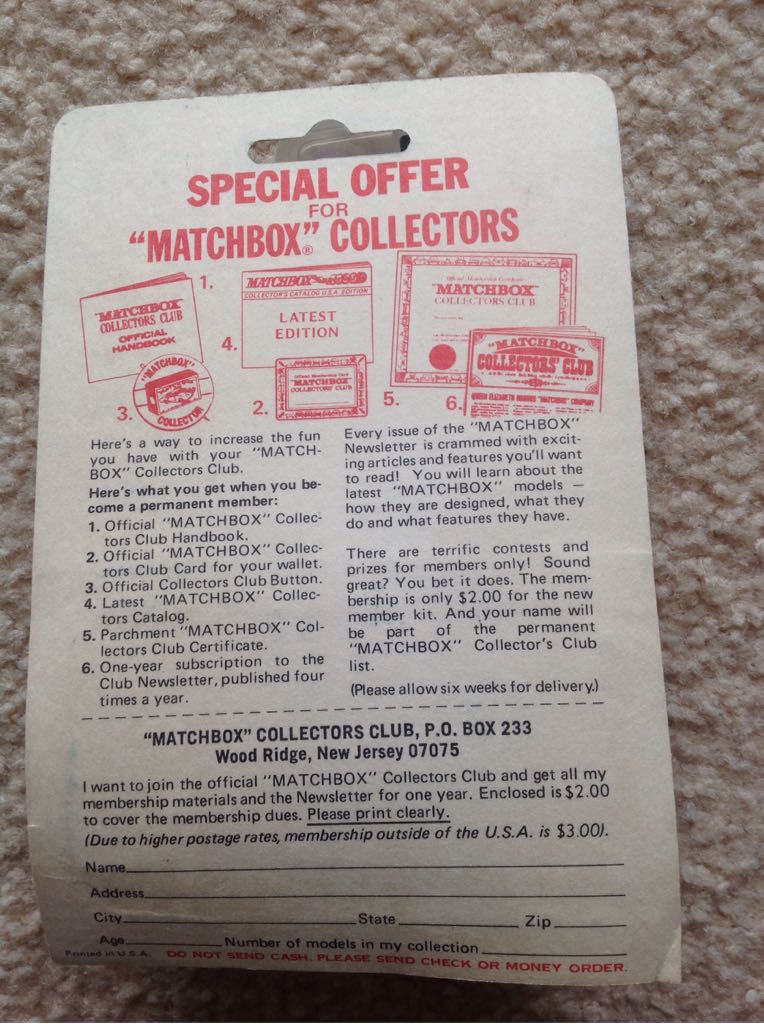 SPECIAL OFFER
FOR
“MATCHBOX”® COLLECTORS
1.
"MATCHBOX"
COLLECTORS CLUB
OFFICIAL
HANDBOOK
"MATCHBOX"
COLLECTOR'S CATALOG U.S.A. EDITION
LATEST
EDITION
4.
Official Membership Certificate
"MATCHBOX"
COLLECTORS CLUB
"MATCHBOX"
COLLECTORS' CLUB
QUEEN ELIZABETH HONORS "MATCHBOX" COMPANY
"MATCHBOX"
COLLECTOR
3.
Official Membership Card
"MATCHBOX"
COLLECTORS' CLUB
2.
5.
6.
Here's a way to increase the fun
you have with your "MATCH-
BOX" Collectors Club.
Here's what you get when you be-
come a permanent member:
1. Official "MATCHBOX" Collec-
tors Club Handbook.
2. Official "MATCHBOX" Collec-
tors Club Card for your wallet.
3. Official Collectors Club Button.
4. Latest "MATCHBOX" Collec-
tors Catalog.
5. Parchment "MATCHBOX" Col-
lectors Club Certificate.
6. One-year subscription to the
Club Newsletter, published four
times a year.
Every issue of the "MATCHBOX"
Newsletter is crammed with excit-
ing articles and features you'll want
to read! You will learn about the
latest "MATCHBOX" models —
how they are designed, what they
do and what features they have.
There are terrific contests and
prizes for members only! Sound
great? You bet it does. The mem-
bership is only $2.00 for the new
member kit. And your name will
be part of the permanent
"MATCHBOX" Collector's Club
list.
(Please allow six weeks for delivery.)
“MATCHBOX” COLLECTORS CLUB, P.O. BOX 233
Wood Ridge, New Jersey 07075
I want to join the official "MATCHBOX" Collectors Club and get all my
membership materials and the Newsletter for one year. Enclosed is $2.00
to cover the membership dues. Please print clearly.
(Due to higher postage rates, membership outside of the U.S.A. is $3.00).
Name
Address
City State Zip
Age Number of models in my collection
Printed in U.S.A. DO NOT SEND CASH. PLEASE SEND CHECK OR MONEY ORDER.